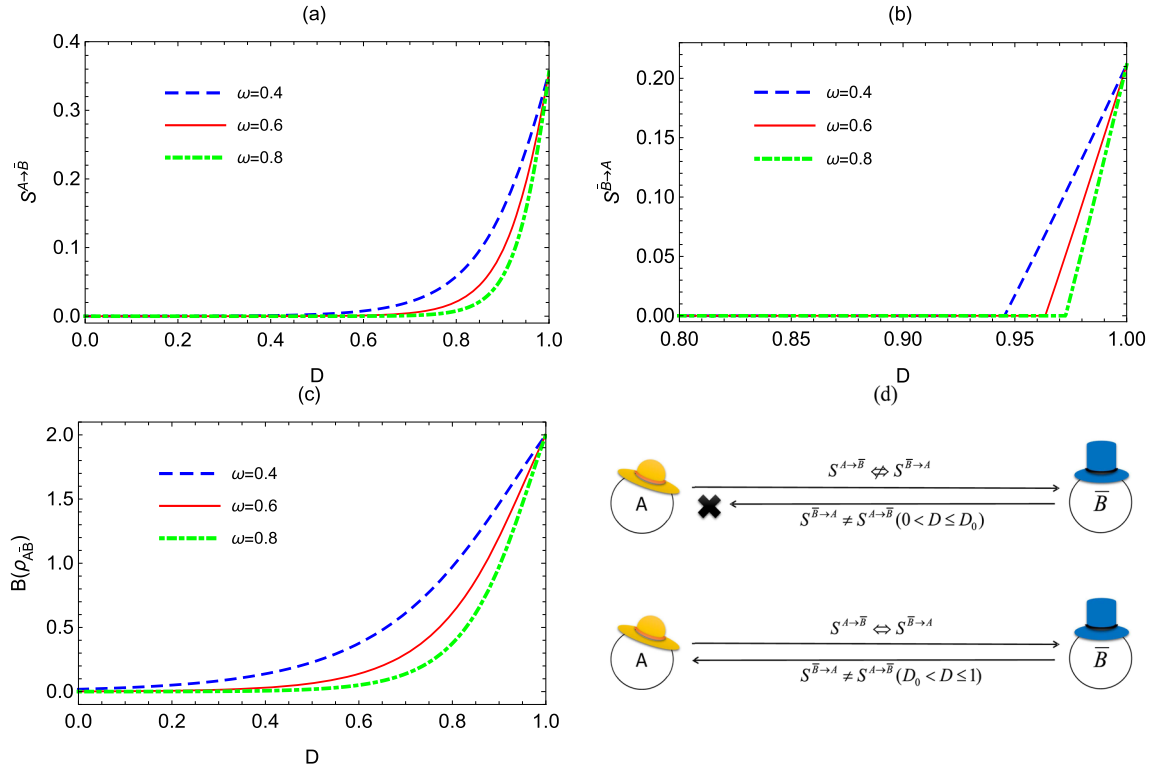 (a)
0.4
0.3
0.2
0.1
0.0
S^{A→B̄}
ω=0.4
ω=0.6
ω=0.8
0.0 0.2 0.4 0.6 0.8 1.0
D
(b)
0.20
0.15
0.10
0.05
0.00
S^{B̄→A}
ω=0.4
ω=0.6
ω=0.8
0.80 0.85 0.90 0.95 1.00
D
(c)
2.0
1.5
1.0
0.5
0.0
B(ρ_{AB̄})
ω=0.4
ω=0.6
ω=0.8
0.0 0.2 0.4 0.6 0.8 1.0
D
(d)
S^{A→B̄} ⇎ S^{B̄→A}
A
B̄
S^{B̄→A} ≠ S^{A→B̄} (0 < D ≤ D₀)
S^{A→B̄} ⇔ S^{B̄→A}
A
B̄
S^{B̄→A} ≠ S^{A→B̄} (D₀ < D ≤ 1)